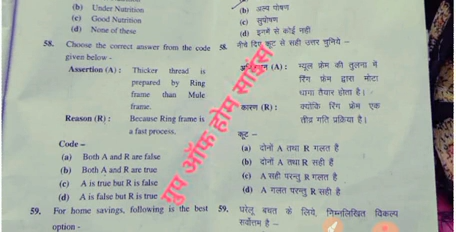 (b) Under Nutrition
(c) Good Nutrition
(d) None of these
58. Choose the correct answer from the code
given below -
Assertion (A) : Thicker thread is
prepared by Ring
frame than Mule
frame.
Reason (R) : Because Ring frame is
a fast process.
Code –
(a) Both A and R are false
(b) Both A and R are true
(c) A is true but R is false
(d) A is false but R is true
59. For home savings, following is the best
option -
(b) अल्प पोषण
(c) सुपोषण
(d) इनमें से कोई नहीं
58. नीचे दिए कूट से सही उत्तर चुनिये –
(A) : म्यूल फ्रेम की तुलना में
रिंग फ्रेम द्वारा मोटा
धागा तैयार होता है।
कारण (R) : क्योंकि रिंग फ्रेम एक
तीव्र गति प्रक्रिया है।
कूट –
(a) दोनों A तथा R गलत है
(b) दोनों A तथा R सही है
(c) A सही परन्तु R गलत है
(d) A गलत परन्तु R सही है
59. घरेलू बचत के लिये, निम्नलिखित विकल्प
सर्वोत्तम है –
ग्रुप ऑफ होम साइंस